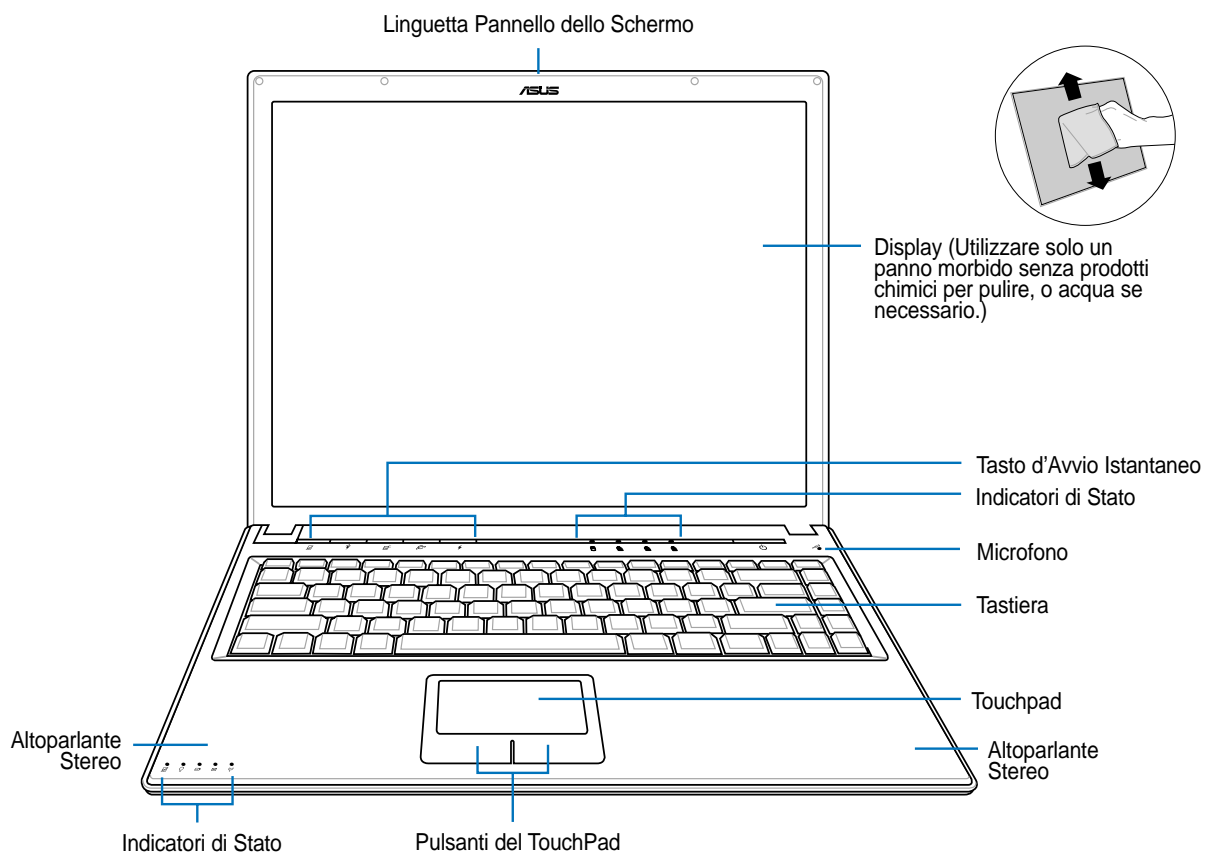 Linguetta Pannello dello Schermo
ASUS
Display (Utilizzare solo un
panno morbido senza prodotti
chimici per pulire, o acqua se
necessario.)
Tasto d’Avvio Istantaneo
Indicatori di Stato
Microfono
Tastiera
Touchpad
Altoparlante
Stereo
Altoparlante
Stereo
Indicatori di Stato
Pulsanti del TouchPad